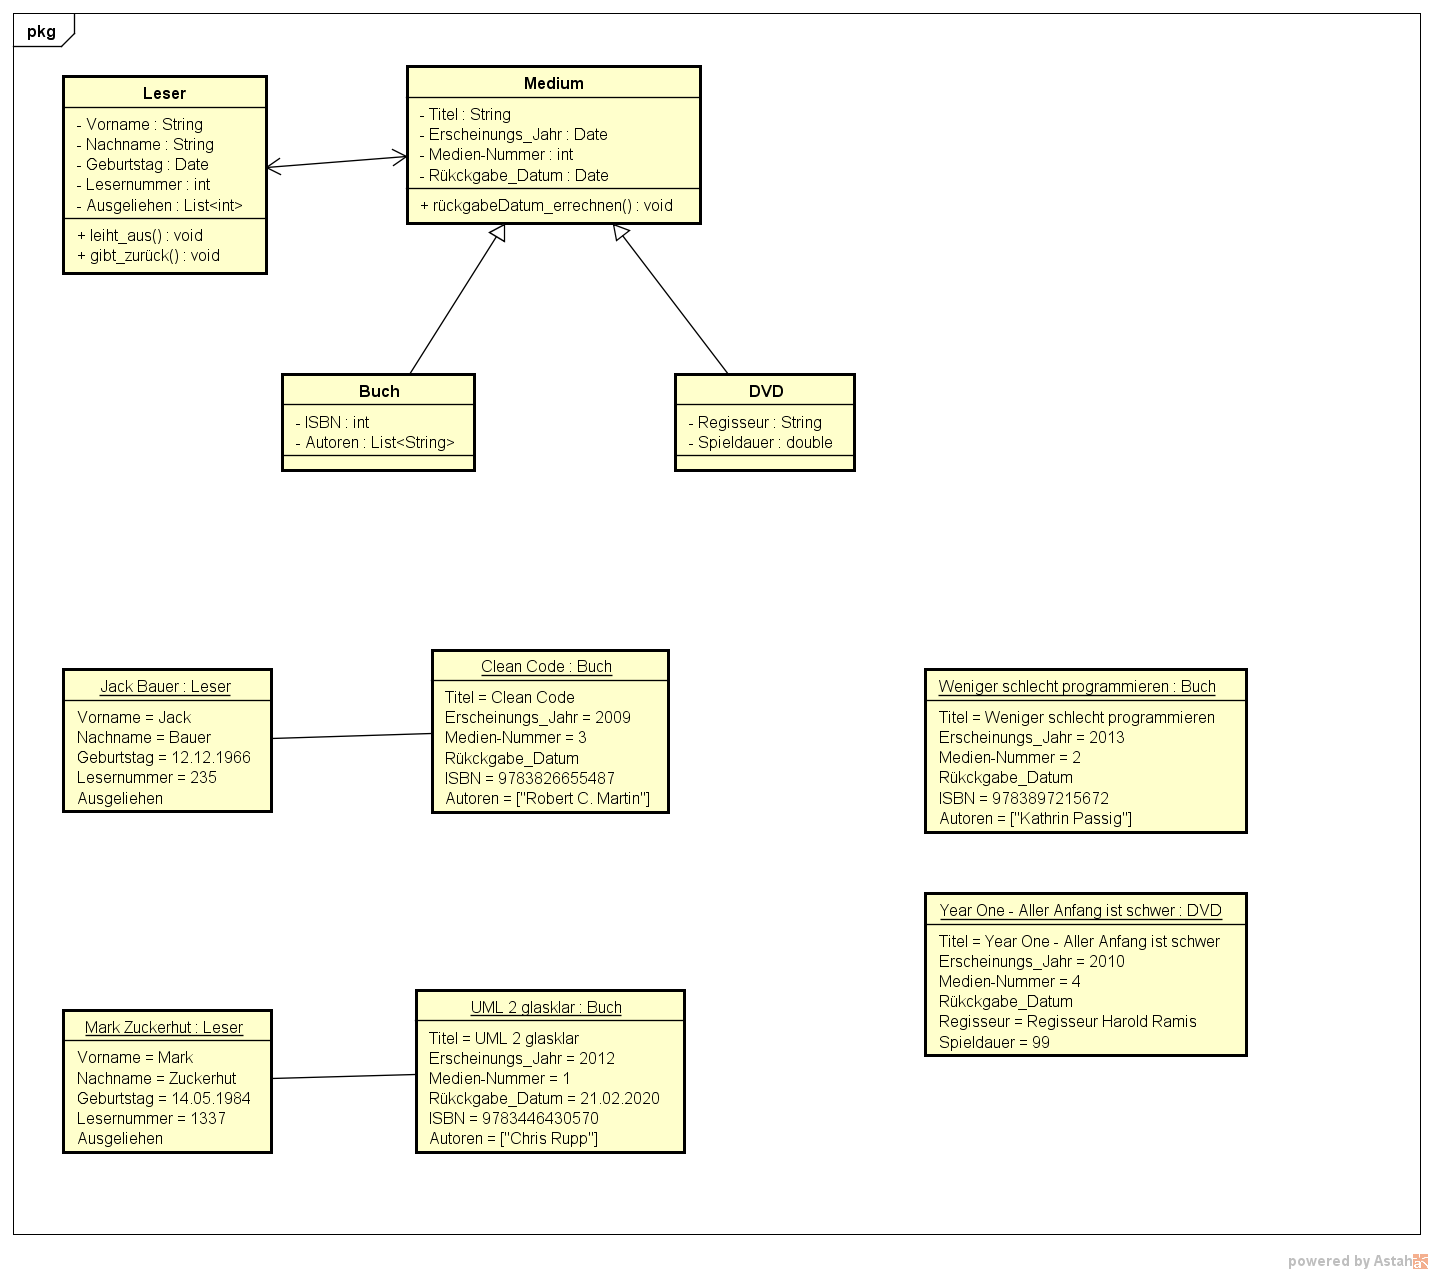 pkg
Leser
- Vorname : String
- Nachname : String
- Geburtstag : Date
- Lesernummer : int
- Ausgeliehen : List<int>
+ leiht_aus() : void
+ gibt_zurück() : void
Medium
- Titel : String
- Erscheinungs_Jahr : Date
- Medien-Nummer : int
- Rükckgabe_Datum : Date
+ rückgabeDatum_errechnen() : void
Buch
- ISBN : int
- Autoren : List<String>
DVD
- Regisseur : String
- Spieldauer : double
Jack Bauer : Leser
Vorname = Jack
Nachname = Bauer
Geburtstag = 12.12.1966
Lesernummer = 235
Ausgeliehen
Clean Code : Buch
Titel = Clean Code
Erscheinungs_Jahr = 2009
Medien-Nummer = 3
Rükckgabe_Datum
ISBN = 9783826655487
Autoren = ["Robert C. Martin"]
Weniger schlecht programmieren : Buch
Titel = Weniger schlecht programmieren
Erscheinungs_Jahr = 2013
Medien-Nummer = 2
Rükckgabe_Datum
ISBN = 9783897215672
Autoren = ["Kathrin Passig"]
Year One - Aller Anfang ist schwer : DVD
Titel = Year One - Aller Anfang ist schwer
Erscheinungs_Jahr = 2010
Medien-Nummer = 4
Rükckgabe_Datum
Regisseur = Regisseur Harold Ramis
Spieldauer = 99
Mark Zuckerhut : Leser
Vorname = Mark
Nachname = Zuckerhut
Geburtstag = 14.05.1984
Lesernummer = 1337
Ausgeliehen
UML 2 glasklar : Buch
Titel = UML 2 glasklar
Erscheinungs_Jahr = 2012
Medien-Nummer = 1
Rükckgabe_Datum = 21.02.2020
ISBN = 9783446430570
Autoren = ["Chris Rupp"]
powered by Astah